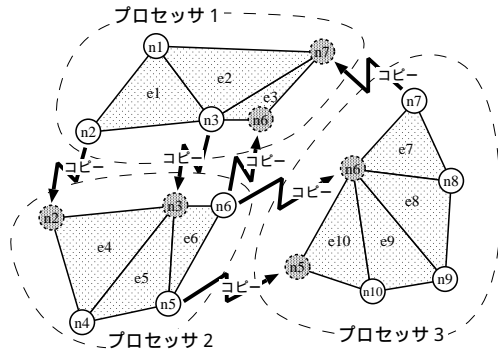 プロセッサ 1
n1
n7
e2
e1
e3
n3
n6
n2
コピー
コピー
コピー
コピー
n7
e7
n6
n8
e8
コピー
n2
n3
n6
e4
e6
e5
n5
n4
コピー
n5
e10
e9
n10
n9
プロセッサ 2
プロセッサ 3